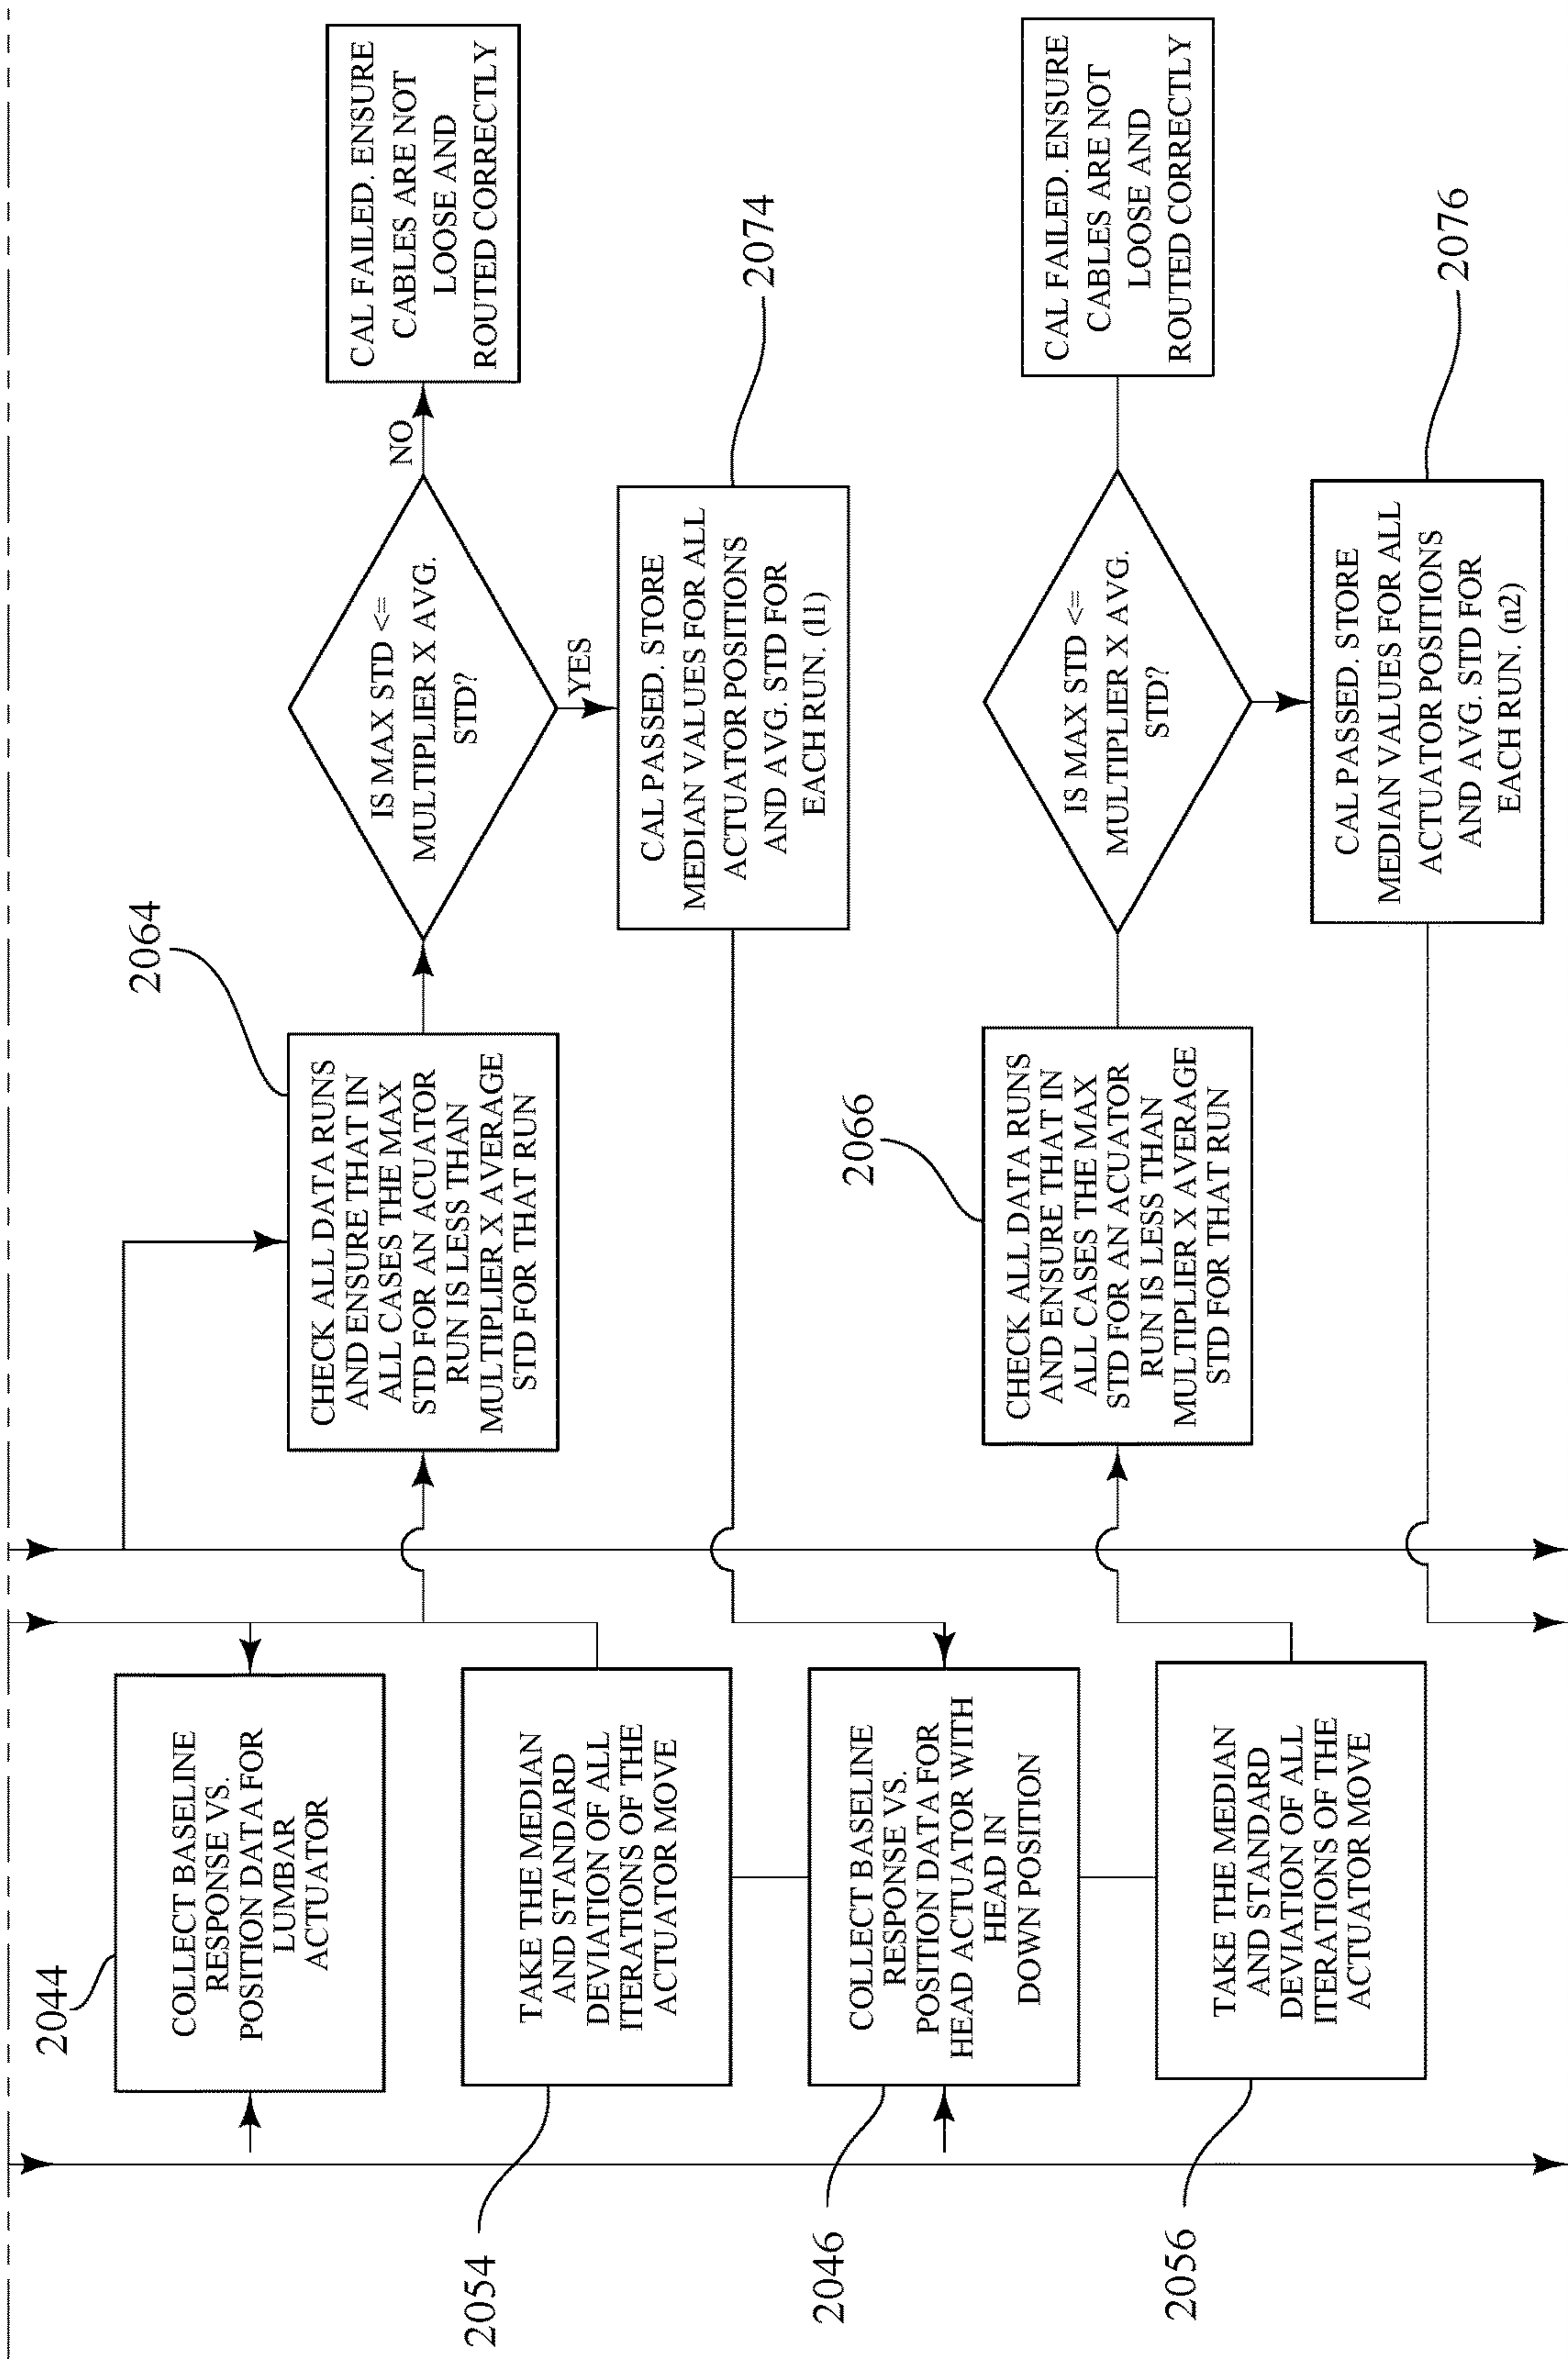 2044
COLLECT BASELINE
RESPONSE VS.
POSITION DATA FOR
LUMBAR
ACTUATOR
2054
TAKE THE MEDIAN
AND STANDARD
DEVIATION OF ALL
ITERATIONS OF THE
ACTUATOR MOVE
2064
CHECK ALL DATA RUNS
AND ENSURE THAT IN
ALL CASES THE MAX
STD FOR AN ACUATOR
RUN IS LESS THAN
MULTIPLIER X AVERAGE
STD FOR THAT RUN
IS MAX STD <=
MULTIPLIER X AVG.
STD?
NO
CAL FAILED. ENSURE
CABLES ARE NOT
LOOSE AND
ROUTED CORRECTLY
YES
CAL PASSED. STORE
MEDIAN VALUES FOR ALL
ACTUATOR POSITIONS
AND AVG. STD FOR
EACH RUN. (l1)
2074
2046
COLLECT BASELINE
RESPONSE VS.
POSITION DATA FOR
HEAD ACTUATOR WITH
HEAD IN
DOWN POSITION
2056
TAKE THE MEDIAN
AND STANDARD
DEVIATION OF ALL
ITERATIONS OF THE
ACTUATOR MOVE
2066
CHECK ALL DATA RUNS
AND ENSURE THAT IN
ALL CASES THE MAX
STD FOR AN ACUATOR
RUN IS LESS THAN
MULTIPLIER X AVERAGE
STD FOR THAT RUN
IS MAX STD <=
MULTIPLIER X AVG.
STD?
CAL FAILED. ENSURE
CABLES ARE NOT
LOOSE AND
ROUTED CORRECTLY
CAL PASSED. STORE
MEDIAN VALUES FOR ALL
ACTUATOR POSITIONS
AND AVG. STD FOR
EACH RUN. (n2)
2076